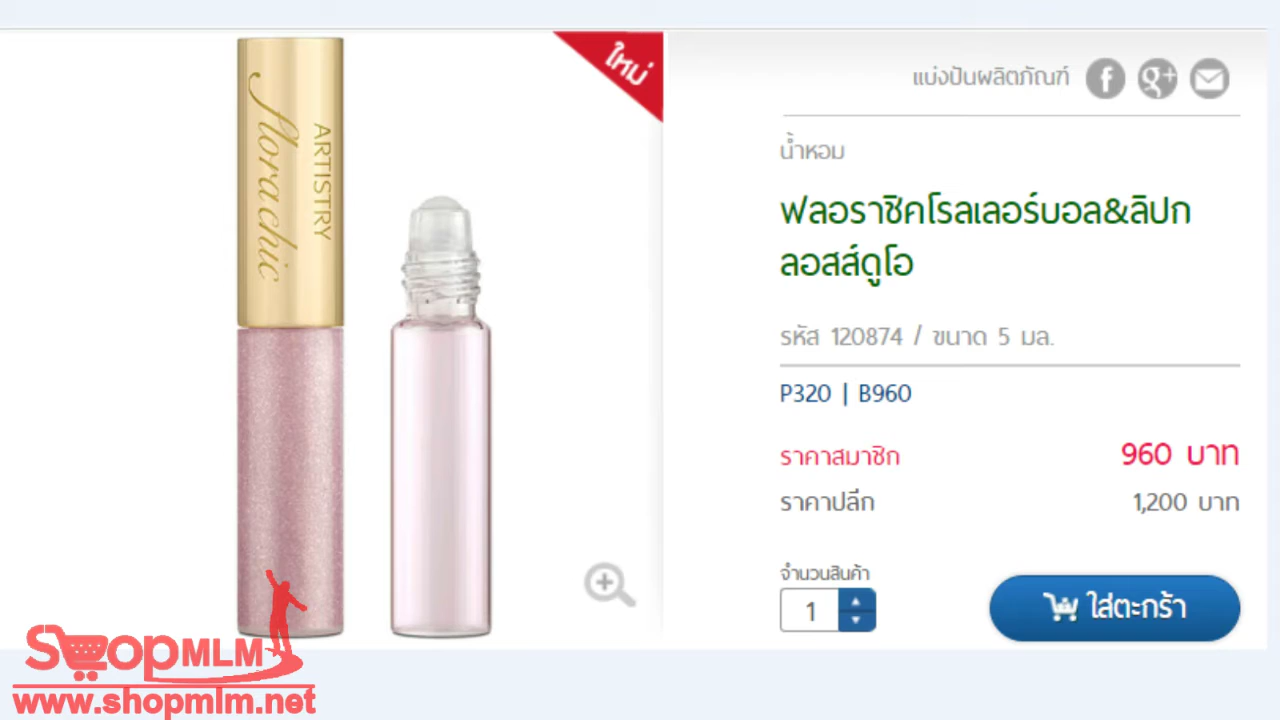 ARTISTRY
florachic
ใหม่
แบ่งปันผลิตภัณฑ์
f
g+
น้ำหอม
ฟลอราชิคโรลเลอร์บอล&ลิปก
ลอสส์ดูโอ
รหัส 120874 / ขนาด 5 มล.
P320 | B960
ราคาสมาชิก 960 บาท
ราคาปลีก 1,200 บาท
จำนวนสินค้า
1
ใส่ตะกร้า
ShopMLM
www.shopmlm.net